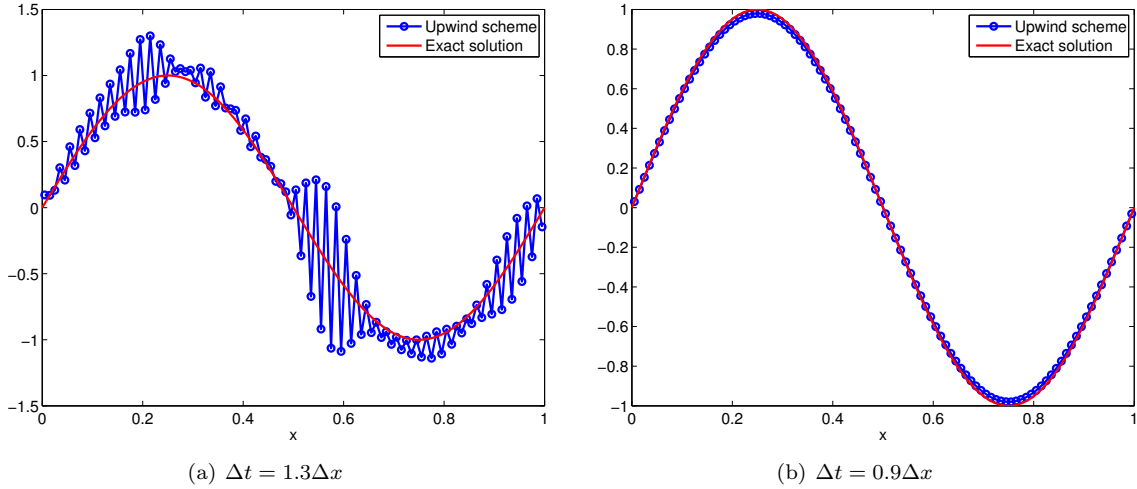 1.5
1
0.5
0
−0.5
−1
−1.5
0 0.2 0.4 0.6 0.8 1
x
Upwind scheme
Exact solution
(a) Δt = 1.3Δx
1
0.8
0.6
0.4
0.2
0
−0.2
−0.4
−0.6
−0.8
−1
0 0.2 0.4 0.6 0.8 1
x
Upwind scheme
Exact solution
(b) Δt = 0.9Δx